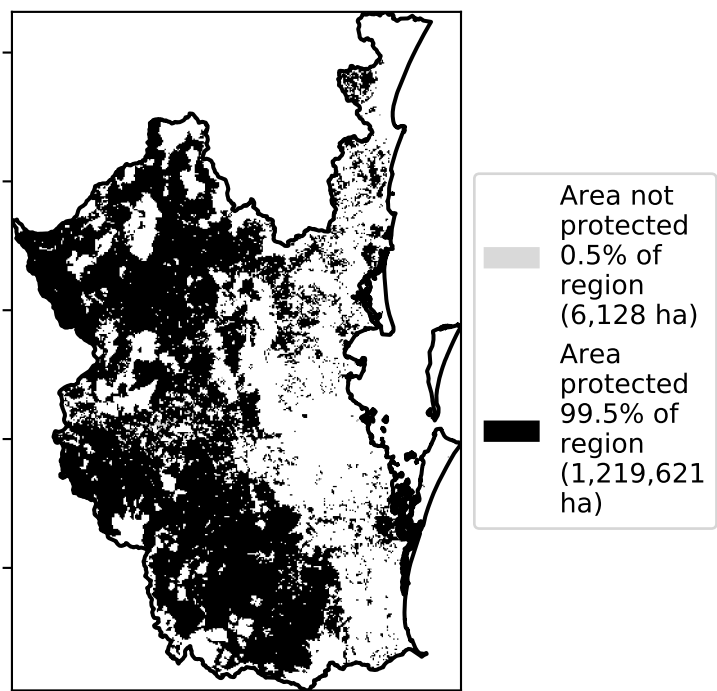 Area not
protected
0.5% of
region
(6,128 ha)
Area
protected
99.5% of
region
(1,219,621
ha)